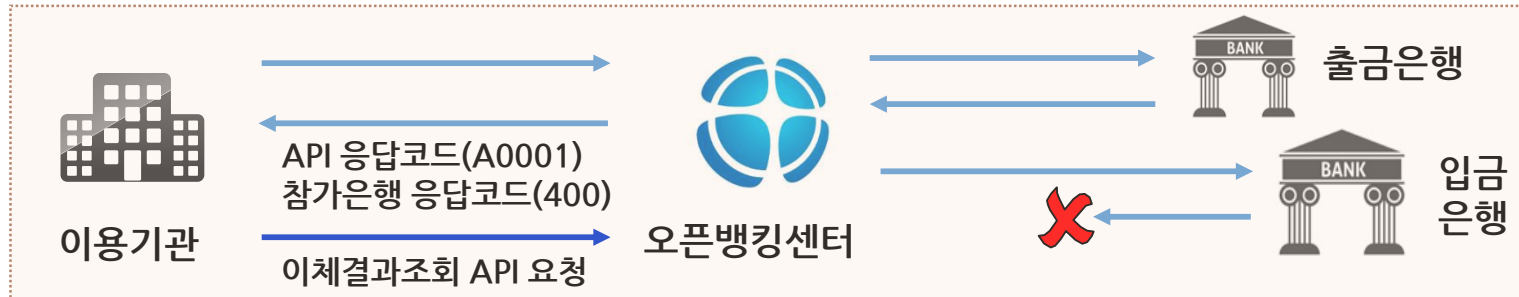 BANK
출금은행
API 응답코드(A0001)
참가은행 응답코드(400)
BANK
입금
은행
이용기관
오픈뱅킹센터
이체결과조회 API 요청